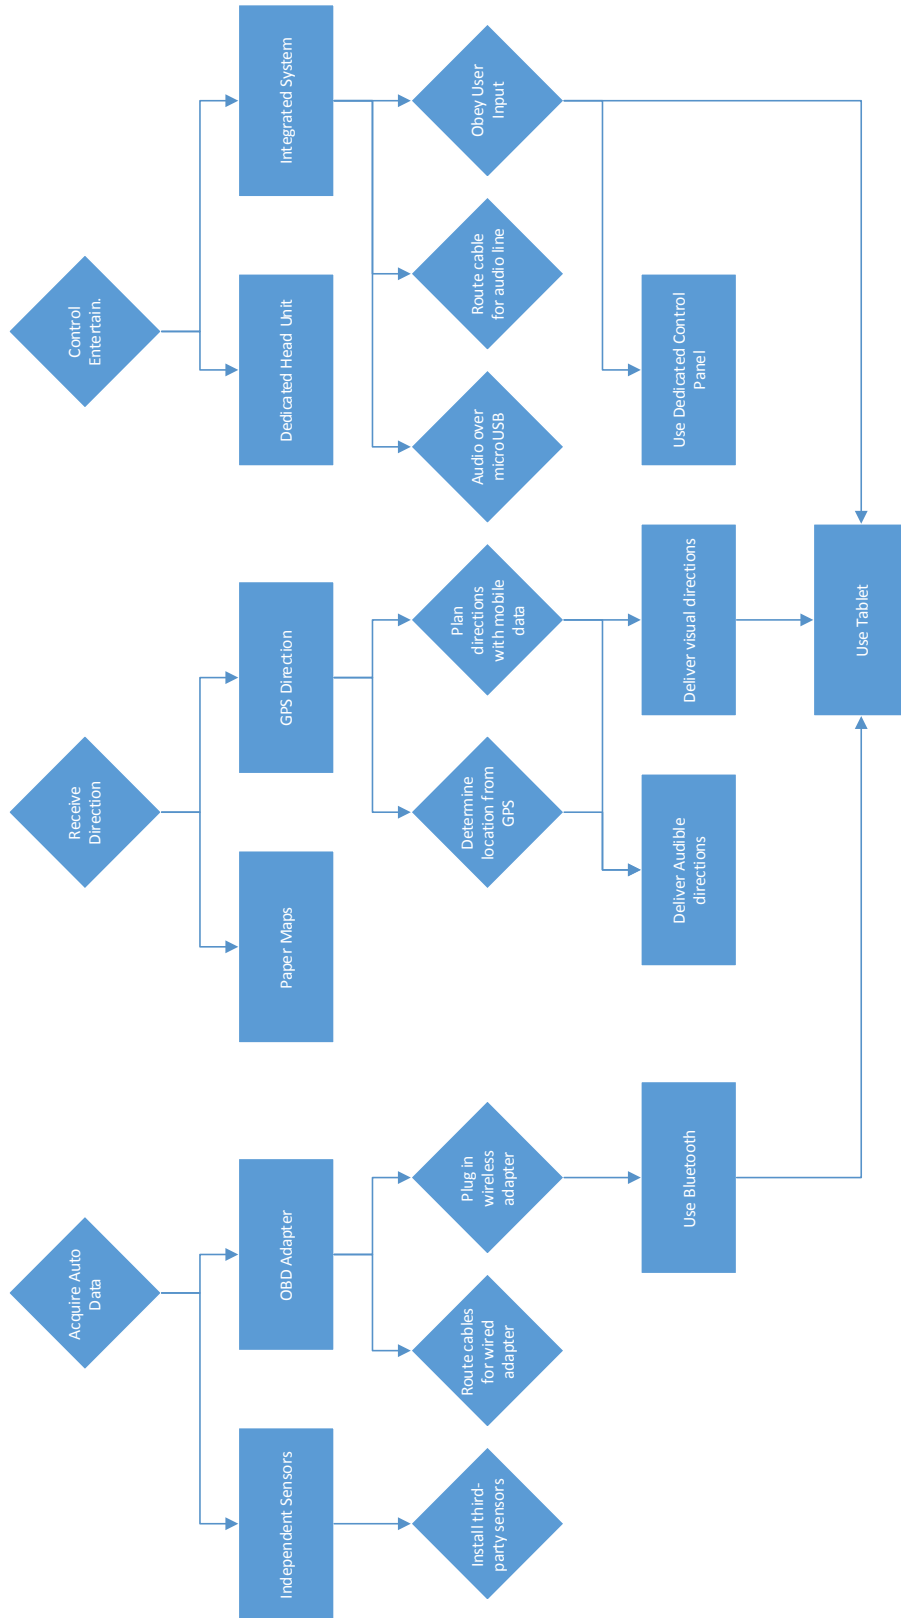 Acquire Auto
Data
Receive
Direction
Control
Entertain.
Independent Sensors
OBD Adapter
Paper Maps
GPS Direction
Dedicated Head Unit
Integrated System
Install third-
party sensors
Route cables
for wired
adapter
Plug in
wireless
adapter
Determine
location from
GPS
Plan
directions
with mobile
data
Audio over
microUSB
Route cable
for audio line
Obey User
Input
Use Bluetooth
Deliver Audible
directions
Deliver visual directions
Use Dedicated Control
Panel
Use Tablet